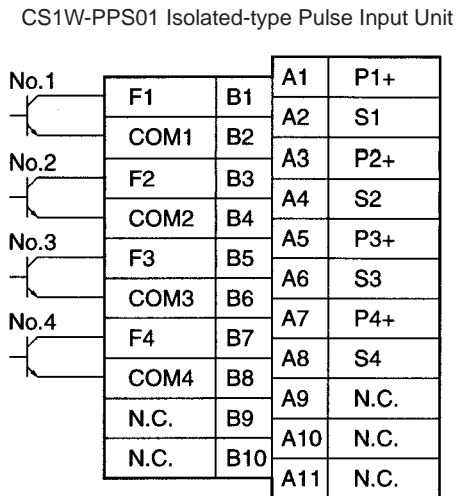 CS1W-PPS01 Isolated-type Pulse Input Unit
A1 P1+
No.1
F1 B1
A2 S1
COM1 B2
No.2
A3 P2+
F2 B3
A4 S2
COM2 B4
No.3
A5 P3+
F3 B5
A6 S3
COM3 B6
No.4
A7 P4+
F4 B7
A8 S4
COM4 B8
A9 N.C.
N.C. B9
A10 N.C.
N.C. B10
A11 N.C.